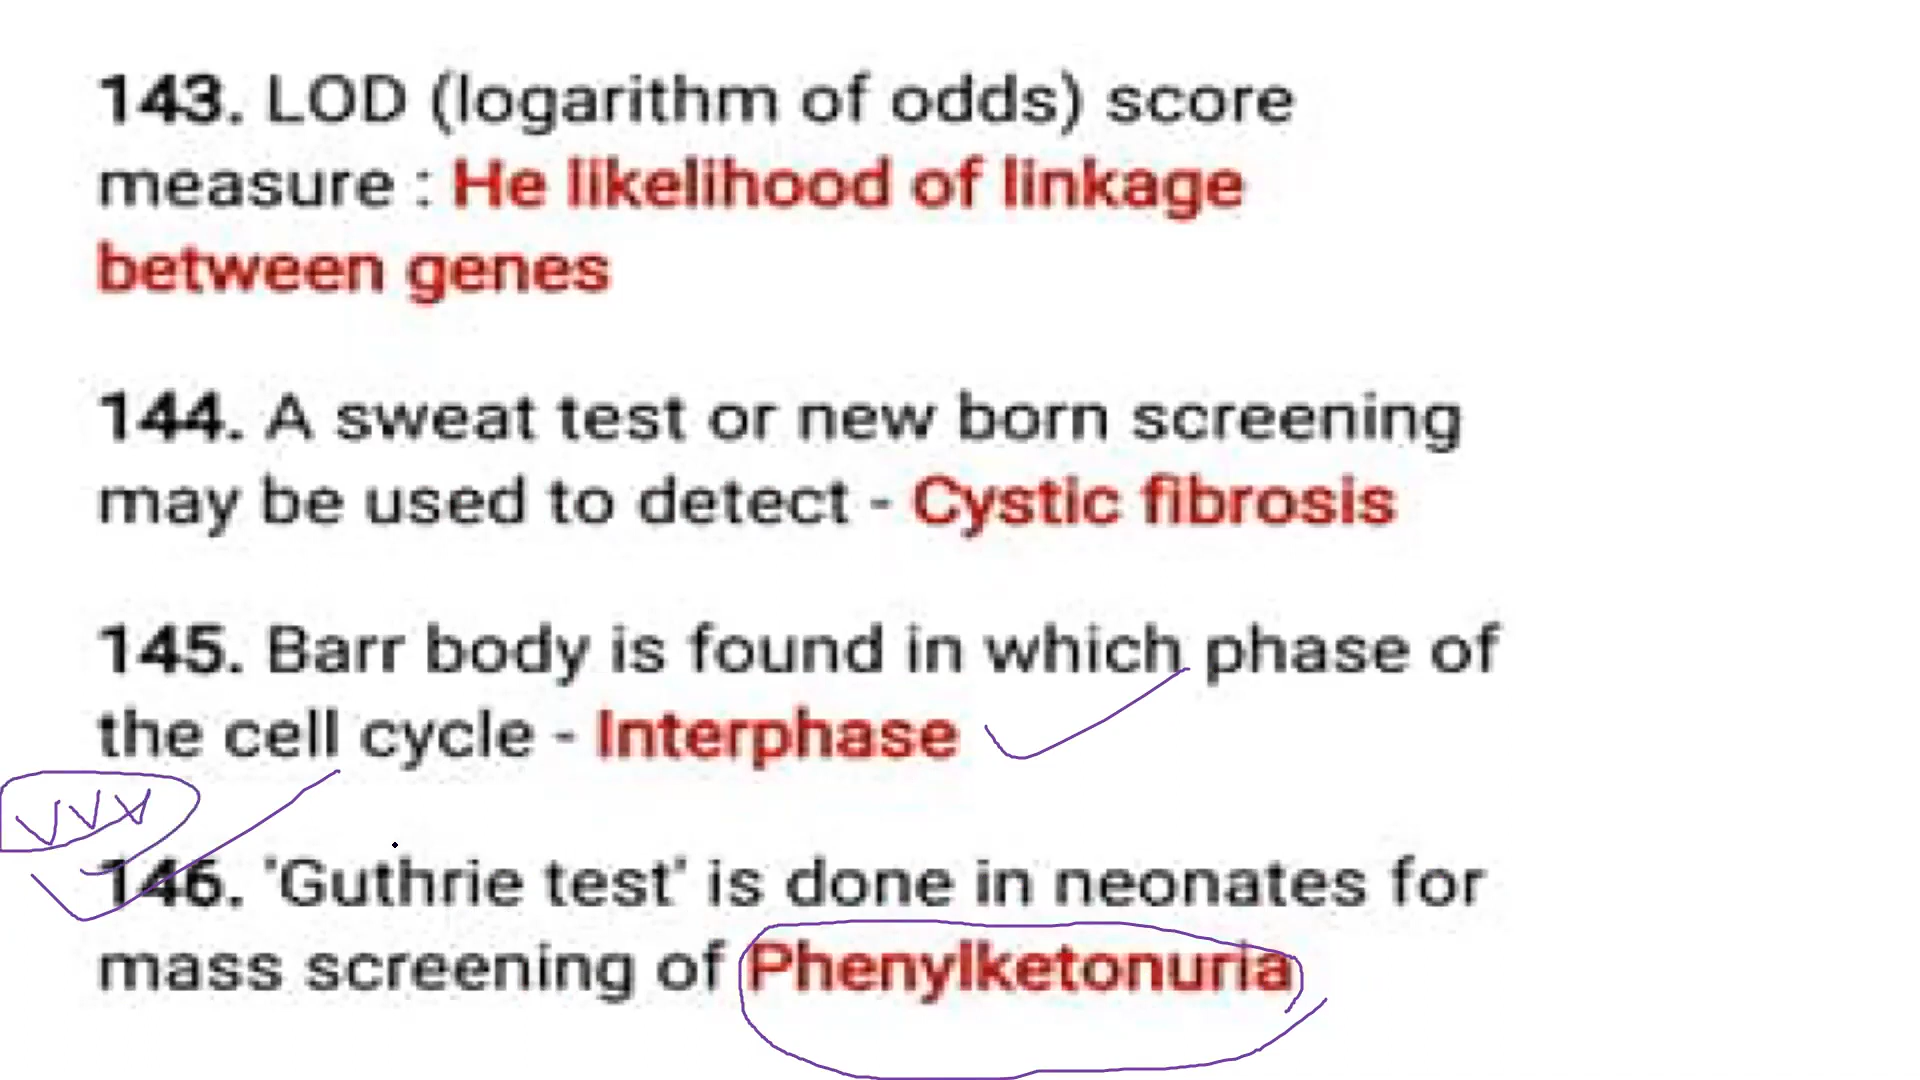 143. LOD (logarithm of odds) score
measure : He likelihood of linkage
between genes
144. A sweat test or new born screening
may be used to detect - Cystic fibrosis
145. Barr body is found in which phase of
the cell cycle - Interphase
VVV
146. 'Guthrie test' is done in neonates for
mass screening of Phenylketonuria